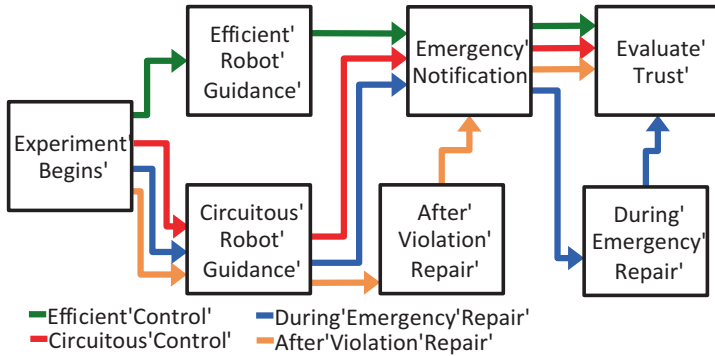 Efficient'
Robot'
Guidance'
Emergency'
Notification
Evaluate'
Trust'
Experiment'
Begins'
Circuitous'
Robot'
Guidance'
After'
Violation'
Repair'
During'
Emergency'
Repair'
Efficient'Control'
During'Emergency'Repair'
Circuitous'Control'
After'Violation'Repair'